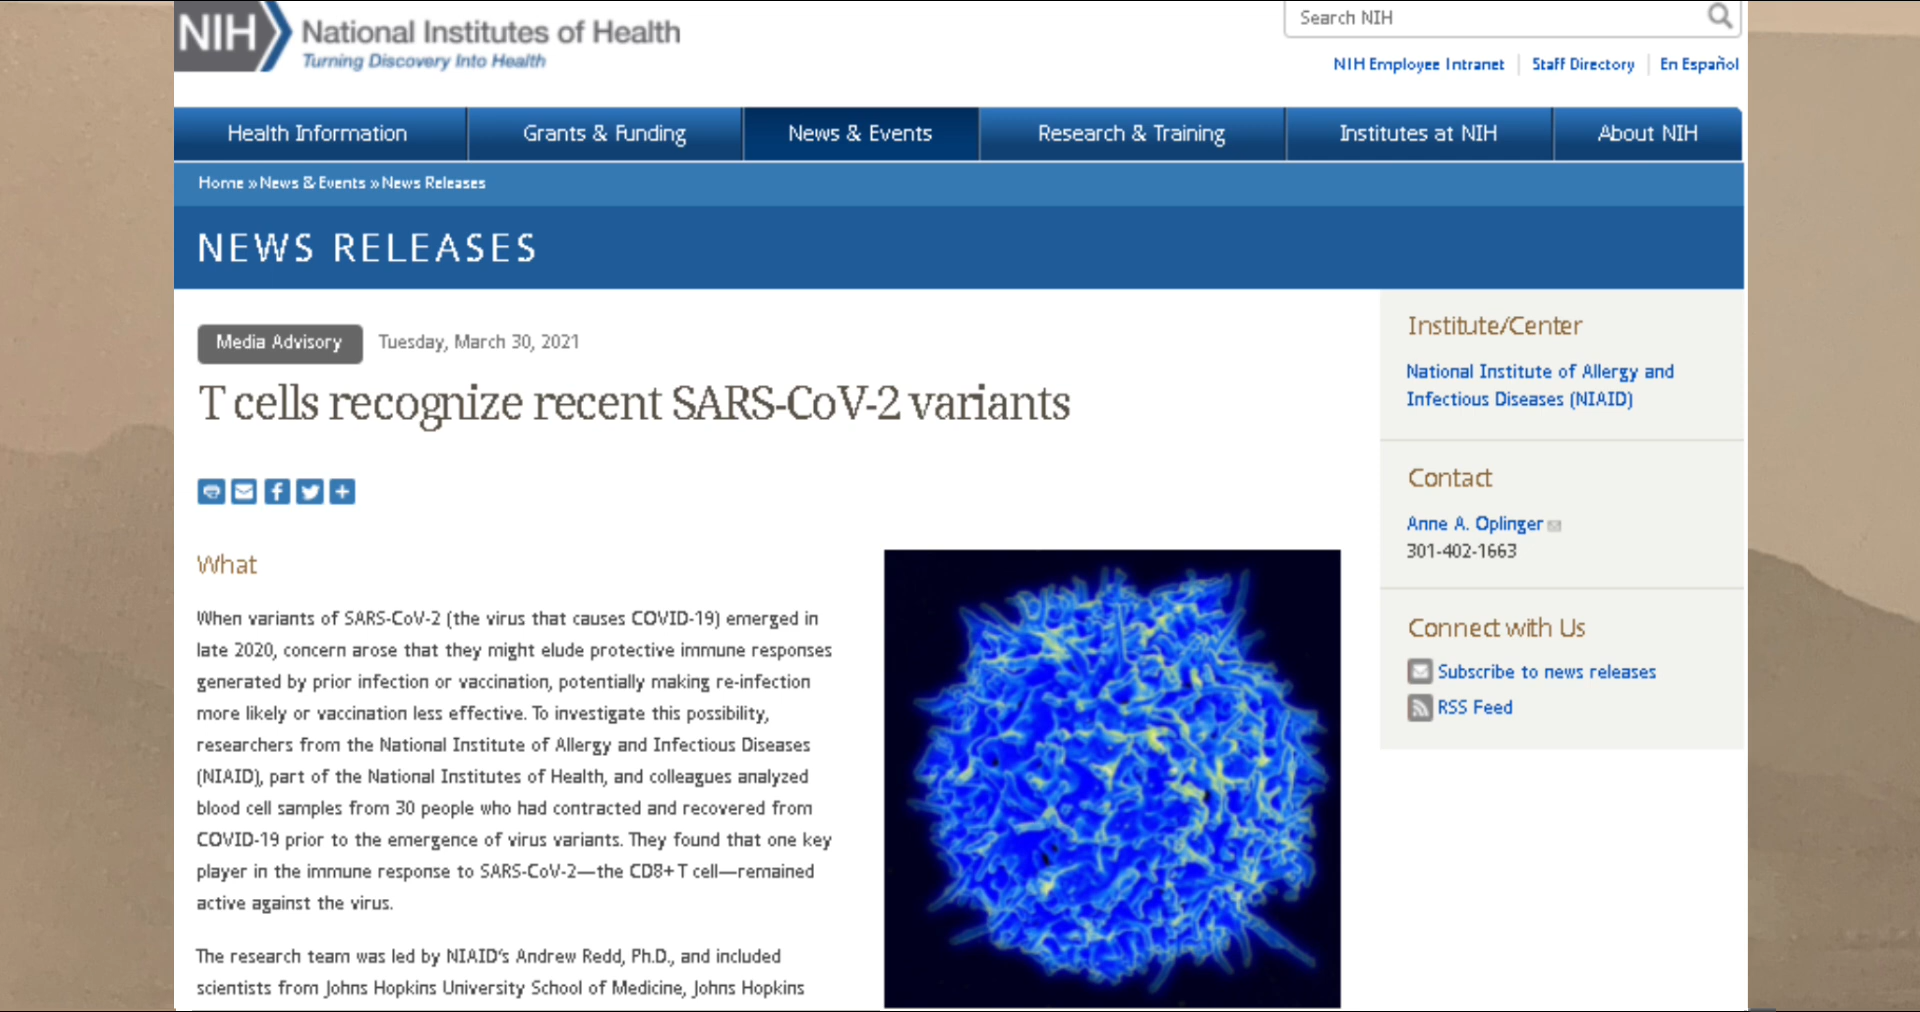 NIH
National Institutes of Health
Turning Discovery Into Health
Search NIH
NIH Employee Intranet
Staff Directory
En Español
Health Information
Grants & Funding
News & Events
Research & Training
Institutes at NIH
About NIH
Home » News & Events » News Releases
NEWS RELEASES
Media Advisory
Tuesday, March 30, 2021
T cells recognize recent SARS-CoV-2 variants
What
When variants of SARS-CoV-2 (the virus that causes COVID-19) emerged in
late 2020, concern arose that they might elude protective immune responses
generated by prior infection or vaccination, potentially making re-infection
more likely or vaccination less effective. To investigate this possibility,
researchers from the National Institute of Allergy and Infectious Diseases
(NIAID), part of the National Institutes of Health, and colleagues analyzed
blood cell samples from 30 people who had contracted and recovered from
COVID-19 prior to the emergence of virus variants. They found that one key
player in the immune response to SARS-CoV-2—the CD8+ T cell—remained
active against the virus.
The research team was led by NIAID's Andrew Redd, Ph.D., and included
scientists from Johns Hopkins University School of Medicine, Johns Hopkins
Institute/Center
National Institute of Allergy and
Infectious Diseases (NIAID)
Contact
Anne A. Oplinger
301-402-1663
Connect with Us
Subscribe to news releases
RSS Feed